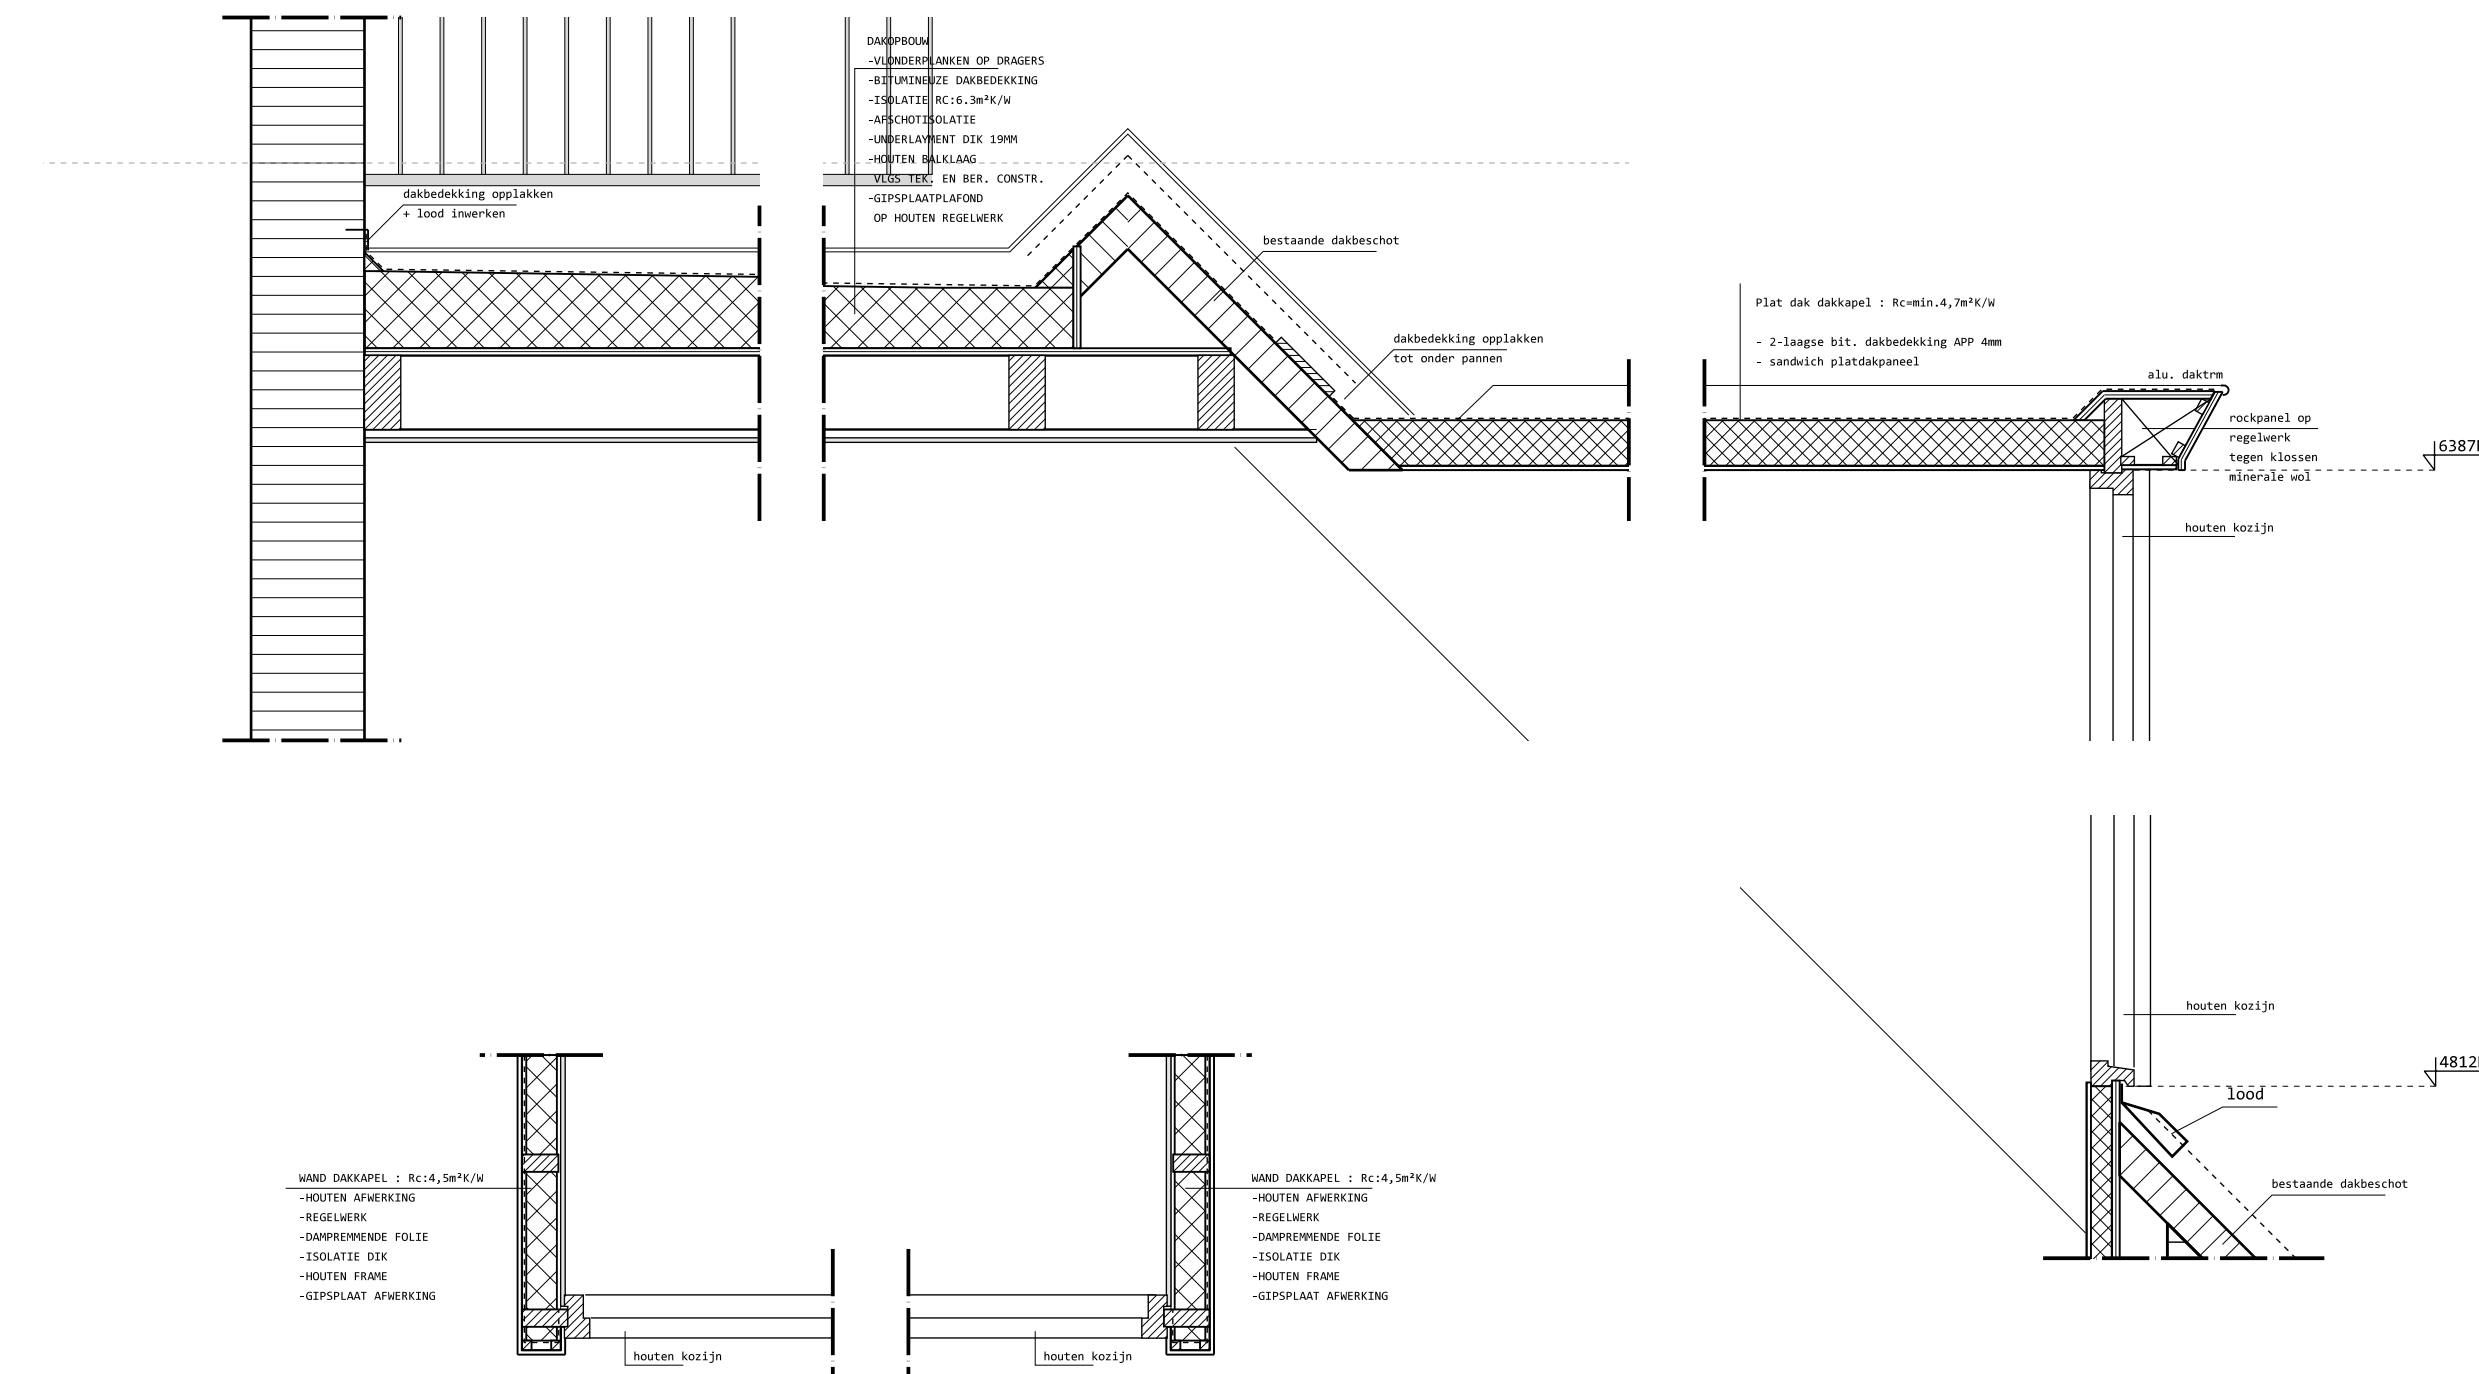 DAKOPBOUW
-VLONDERPLANKEN OP DRAGERS
-BITUMINEUZE DAKBEDEKKING
-ISOLATIE RC:6.3m²K/W
-AFSCHOTISOLATIE
-UNDERLAYMENT DIK 19MM
-HOUTEN BALKLAAG
VLGS TEK. EN BER. CONSTR.
-GIPSPLAATPLAFOND
OP HOUTEN REGELWERK
dakbedekking opplakken
+ lood inwerken
bestaande dakbeschot
dakbedekking opplakken
tot onder pannen
Plat dak dakkapel : Rc=min.4,7m²K/W
- 2-laagse bit. dakbedekking APP 4mm
- sandwich platdakpaneel
alu. daktrm
rockpanel op
regelwerk
tegen klossen
minerale wol
6387
houten kozijn
houten kozijn
4812
lood
bestaande dakbeschot
WAND DAKKAPEL : Rc:4,5m²K/W
-HOUTEN AFWERKING
-REGELWERK
-DAMPREMMENDE FOLIE
-ISOLATIE DIK
-HOUTEN FRAME
-GIPSPLAAT AFWERKING
houten kozijn
WAND DAKKAPEL : Rc:4,5m²K/W
-HOUTEN AFWERKING
-REGELWERK
-DAMPREMMENDE FOLIE
-ISOLATIE DIK
-HOUTEN FRAME
-GIPSPLAAT AFWERKING
houten kozijn